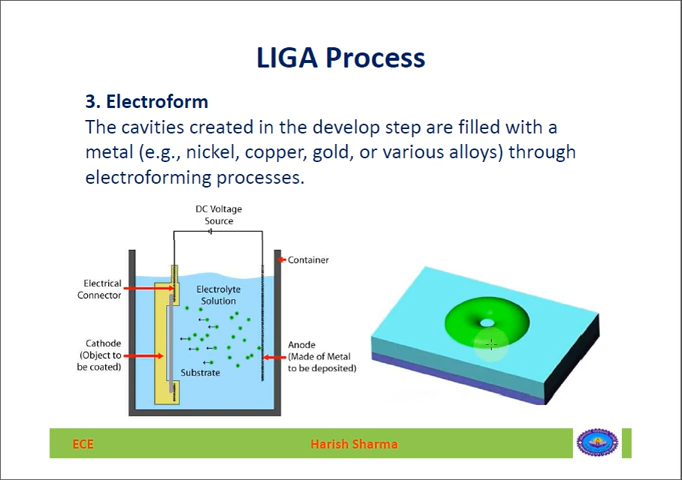 LIGA Process
3. Electroform
The cavities created in the develop step are filled with a
metal (e.g., nickel, copper, gold, or various alloys) through
electroforming processes.
DC Voltage
Source
Container
Electrical
Connector
Electrolyte
Solution
Cathode
(Object to
be coated)
Anode
(Made of Metal
to be deposited)
Substrate
ECE
Harish Sharma